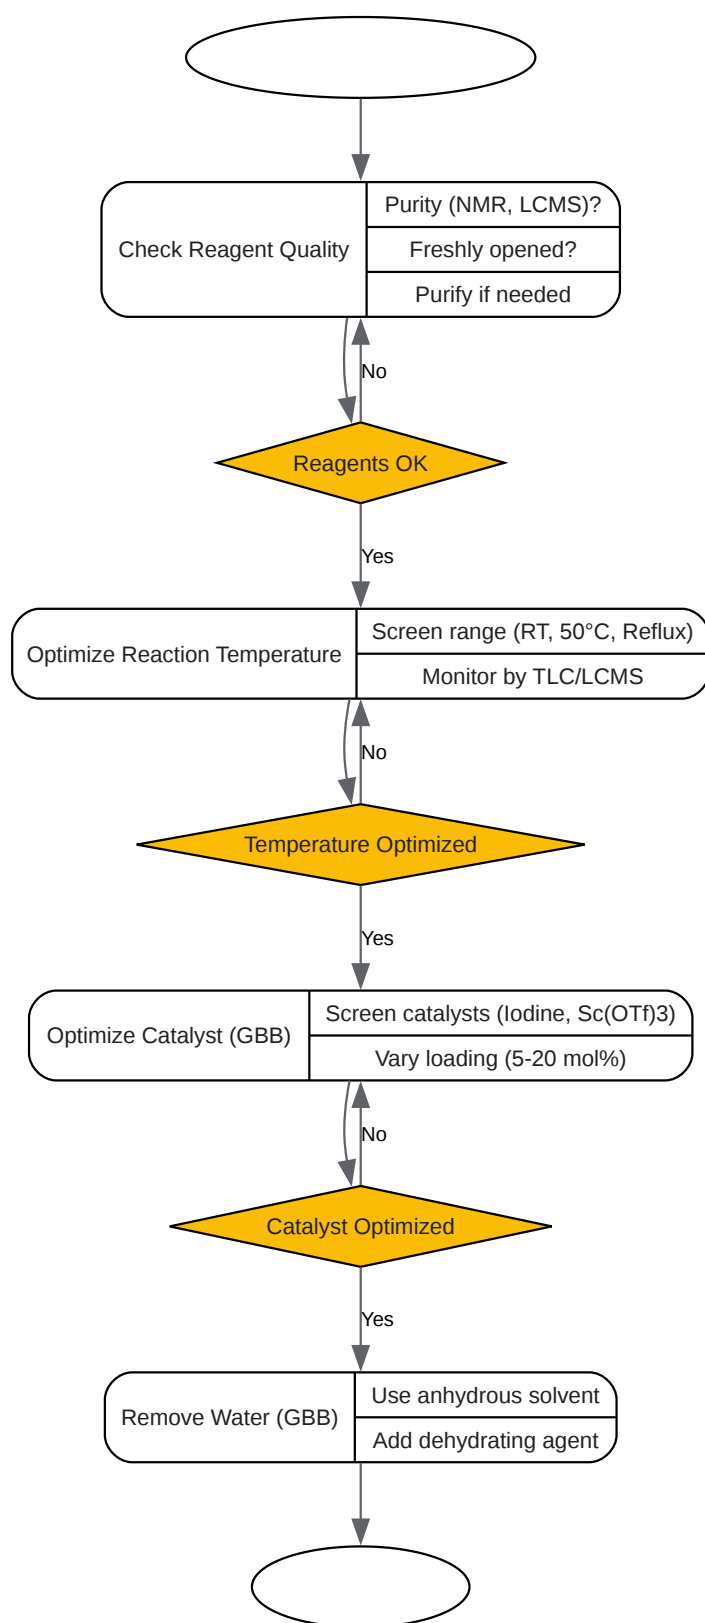 Check Reagent Quality
Purity (NMR, LCMS)?
Freshly opened?
Purify if needed
No
Reagents OK
Yes
Optimize Reaction Temperature
Screen range (RT, 50°C, Reflux)
Monitor by TLC/LCMS
No
Temperature Optimized
Yes
Optimize Catalyst (GBB)
Screen catalysts (Iodine, Sc(OTf)3)
Vary loading (5-20 mol%)
No
Catalyst Optimized
Yes
Remove Water (GBB)
Use anhydrous solvent
Add dehydrating agent